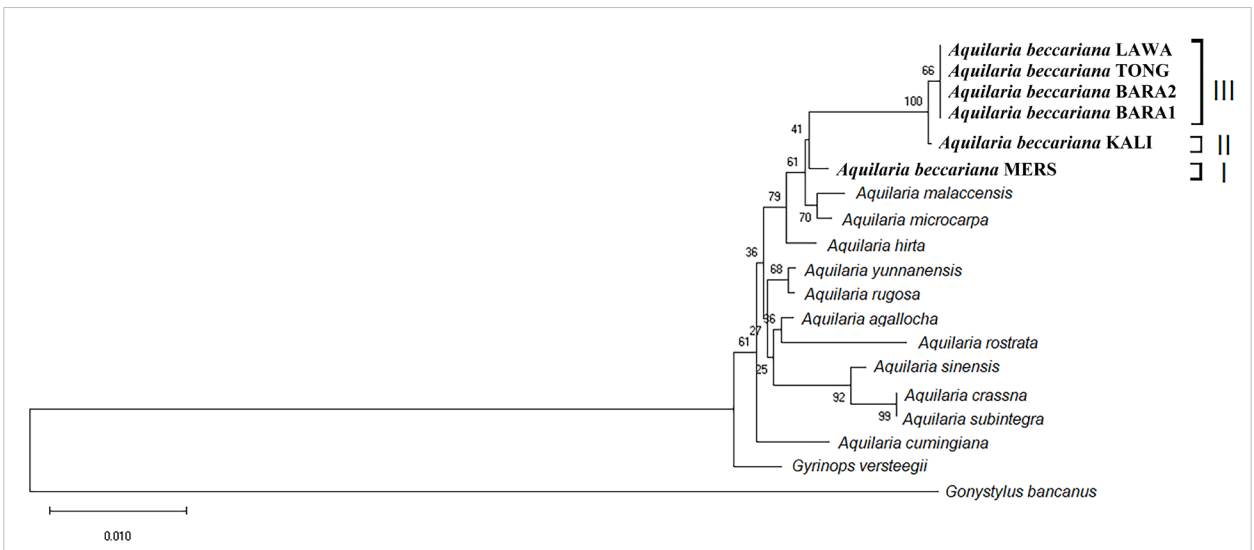 Aquilaria beccariana LAWA
66
Aquilaria beccariana TONG
Aquilaria beccariana BARA2
III
100
Aquilaria beccariana BARA1
41
Aquilaria beccariana KALI
II
61
Aquilaria beccariana MERS
I
79
Aquilaria malaccensis
70
Aquilaria microcarpa
Aquilaria hirta
36
68
Aquilaria yunnanensis
Aquilaria rugosa
36
Aquilaria agallocha
27
61
Aquilaria rostrata
25
Aquilaria sinensis
92
Aquilaria crassna
99
Aquilaria subintegra
Aquilaria cumingiana
Gyrinops versteegii
Gonystylus bancanus
0.010